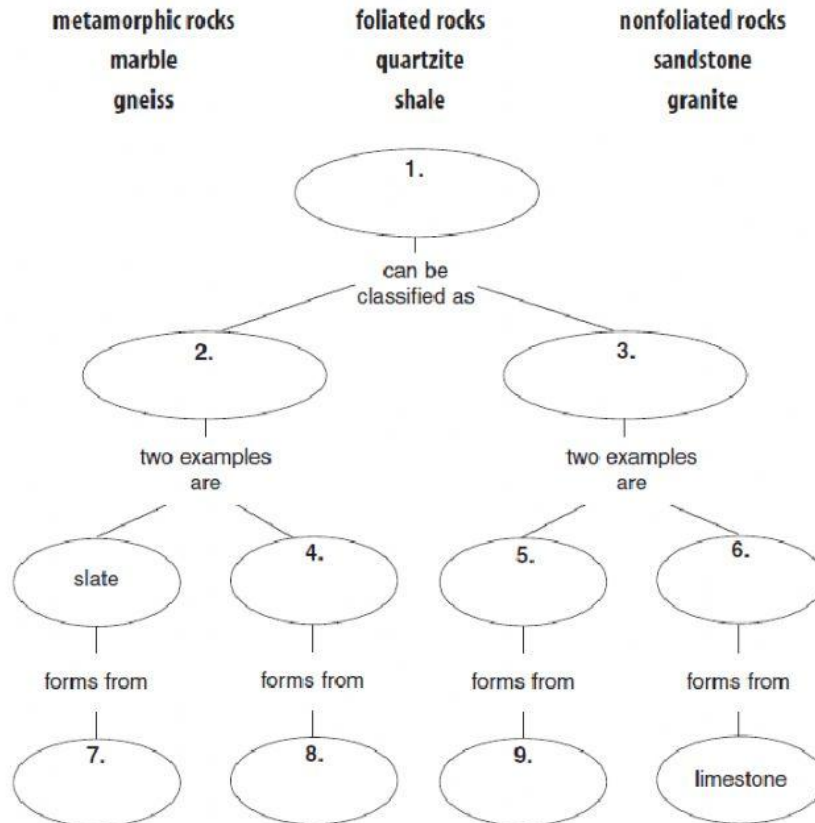 metamorphic rocks foliated rocks nonfoliated rocks
marble quartzite sandstone
gneiss shale granite
1.
can be
classified as
2. 3.
two examples two examples
are are
slate 4. 5. 6.
forms from forms from forms from forms from
7. 8. 9. limestone